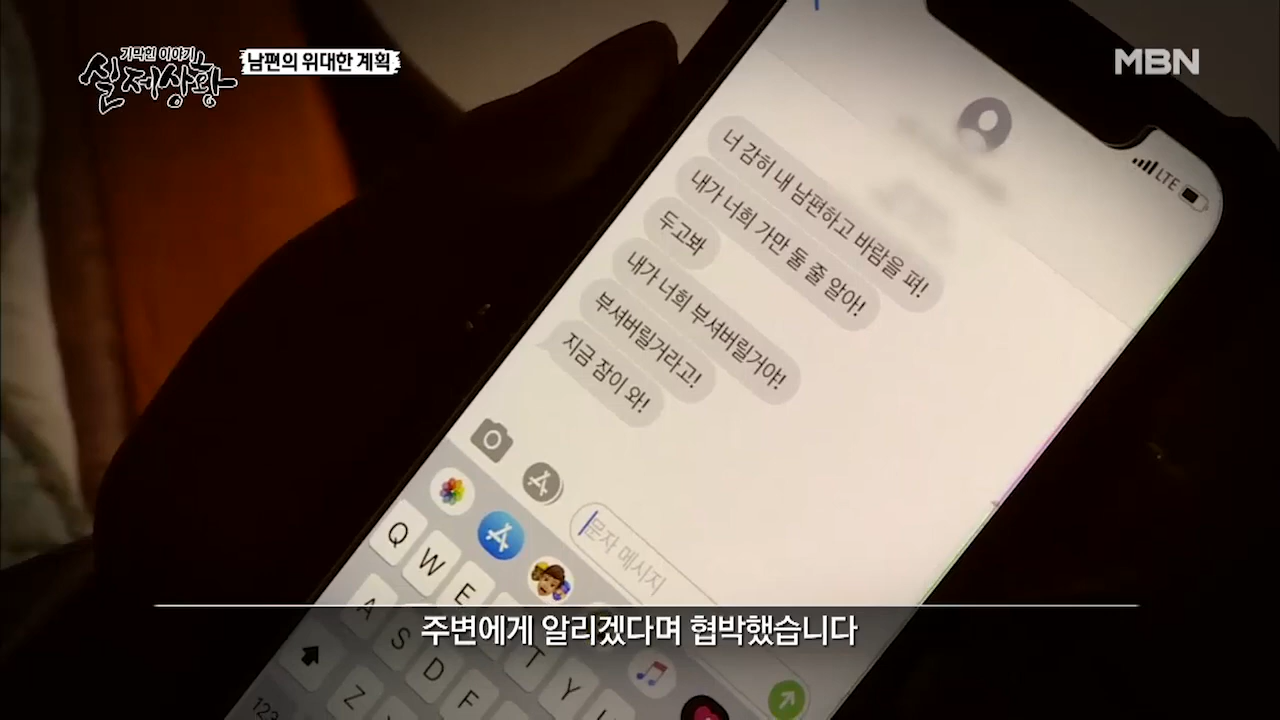 기막힌 이야기
실제상황
남편의 위대한 계획
MBN
LTE
너 감히 내 남편하고 바람을 펴!
내가 너희 가만 둘 줄 알아!
두고봐
내가 너희 부셔버릴거야!
부셔버릴거라고!
지금 잠이 와!
문자 메시지
Q W E
A S D F T Y
Z
123
주변에게 알리겠다며 협박했습니다